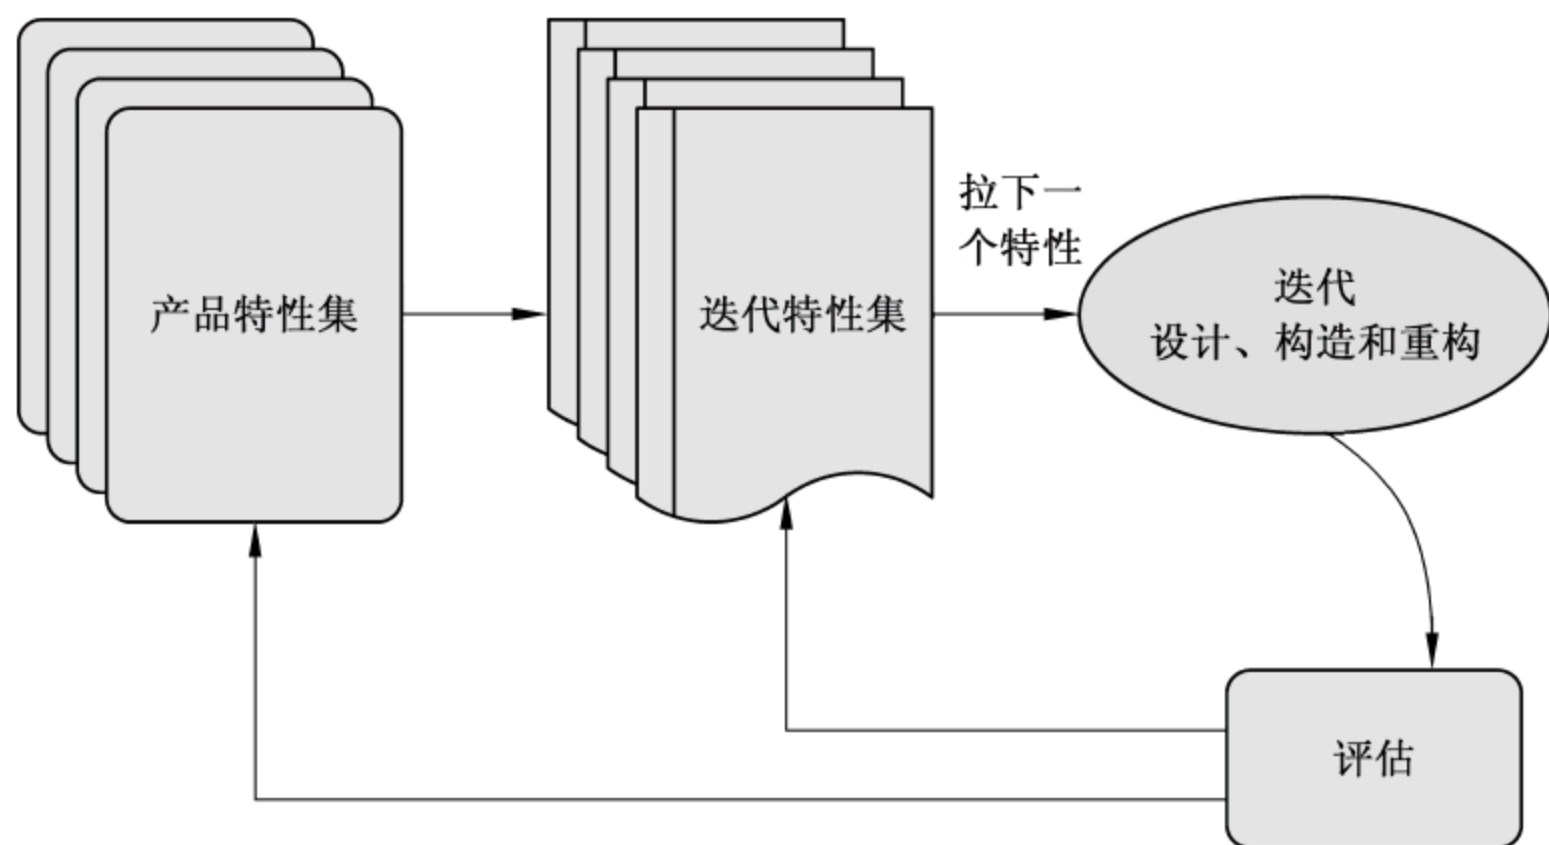 产品特性集
迭代特性集
拉下一
个特性
迭代
设计、构造和重构
评估